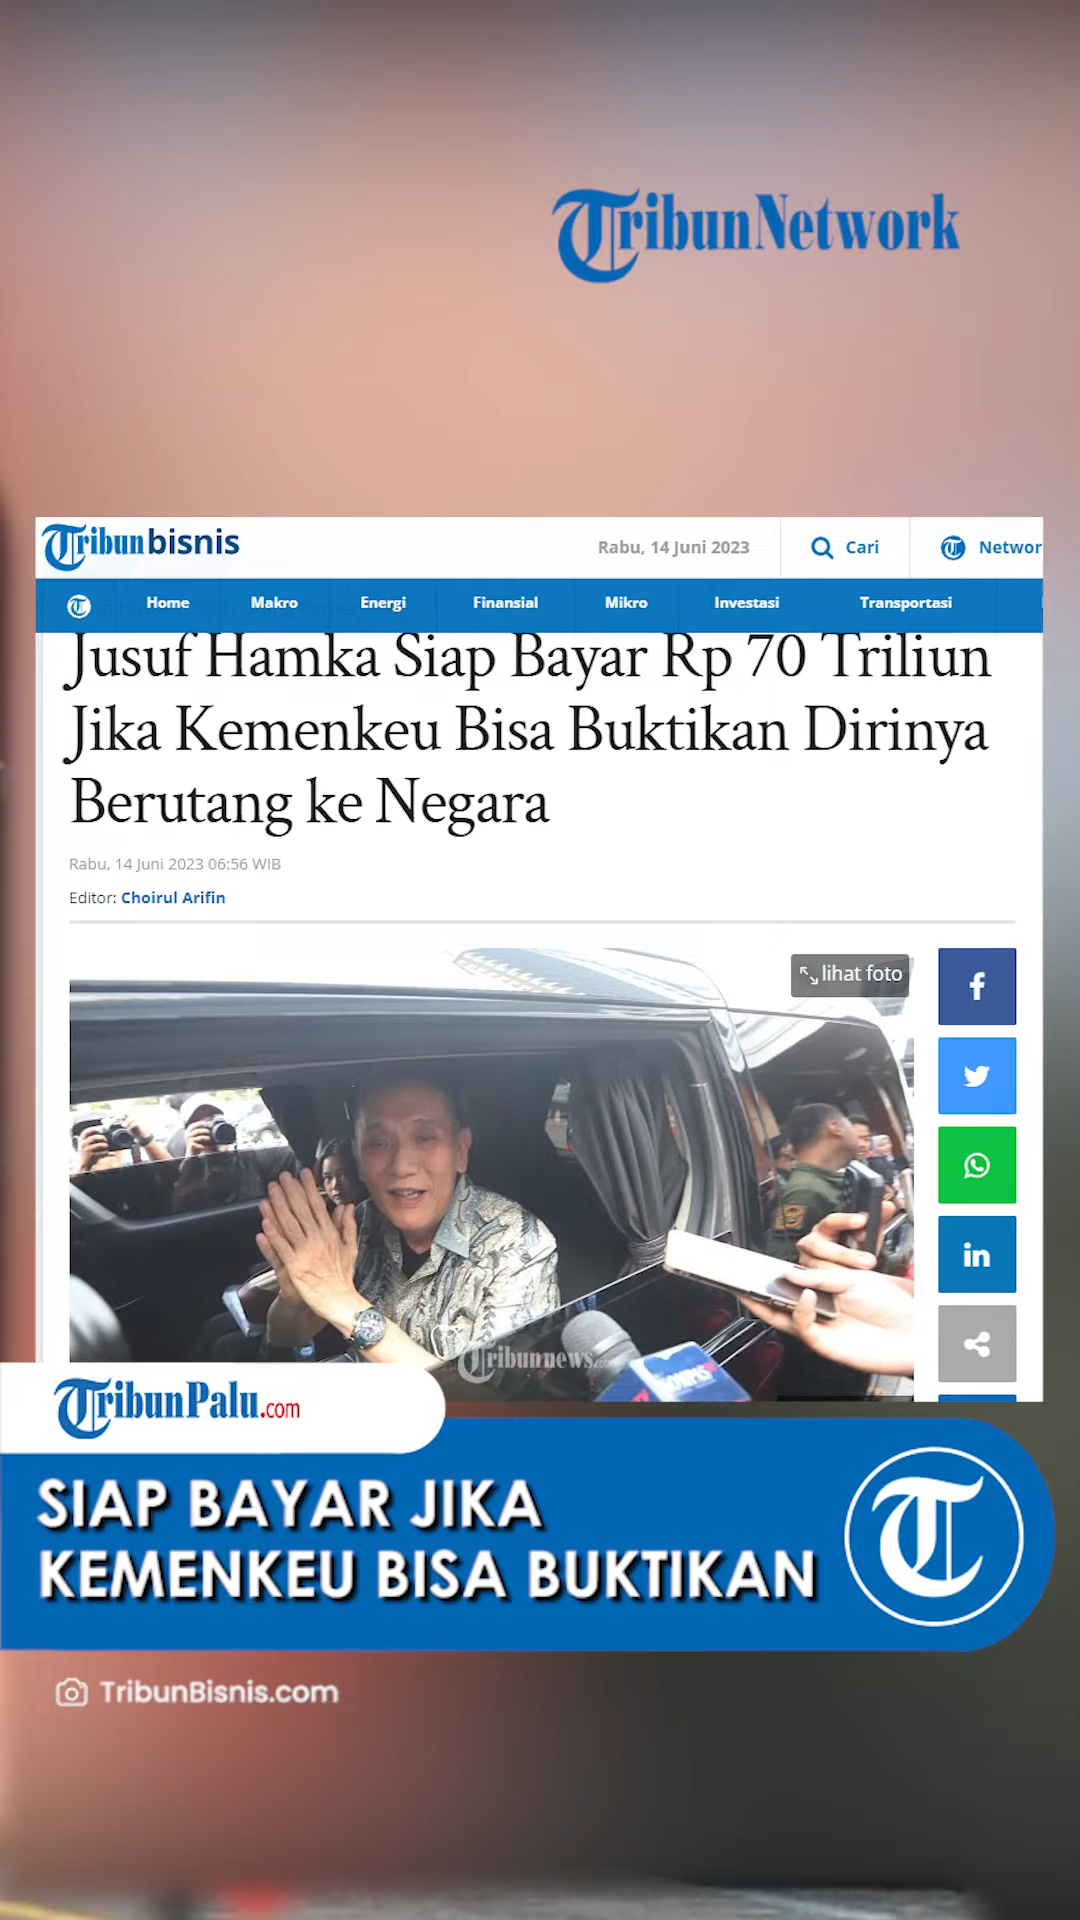 TribunNetwork
Tribunbisnis
Rabu, 14 Juni 2023
Cari
Networ
Home Makro Energi Finansial Mikro Investasi Transportasi
Jusuf Hamka Siap Bayar Rp 70 Triliun
Jika Kemenkeu Bisa Buktikan Dirinya
Berutang ke Negara
Rabu, 14 Juni 2023 06:56 WIB
Editor: Choirul Arifin
lihat foto
Tribunnews.com
TribunPalu.com
SIAP BAYAR JIKA
KEMENKEU BISA BUKTIKAN
TribunBisnis.com